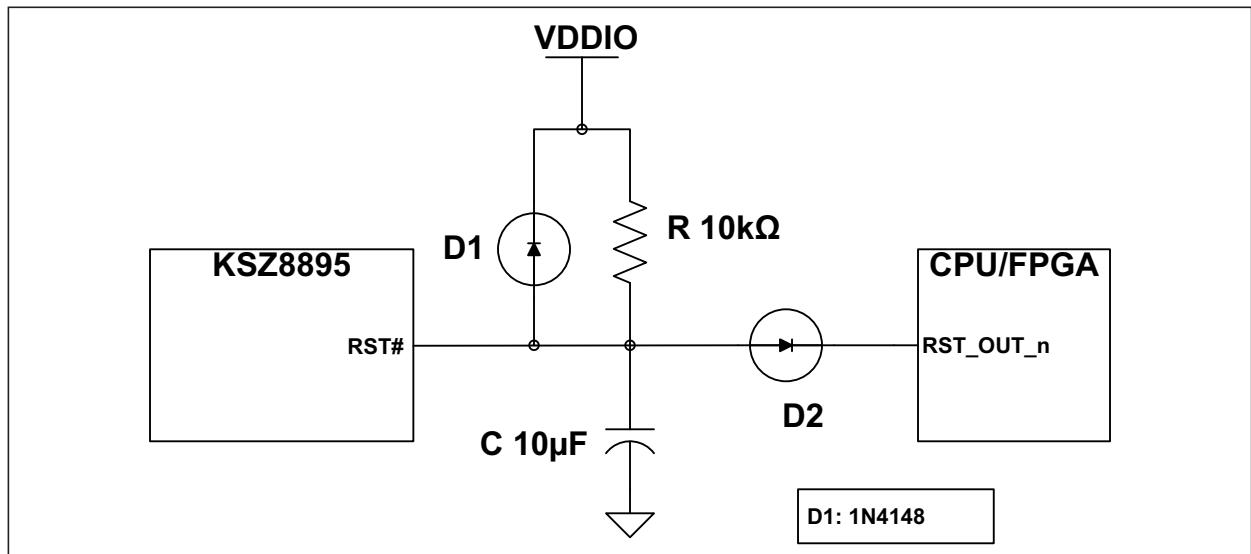 VDDIO
D1
R 10kΩ
KSZ8895
CPU/FPGA
RST#
RST_OUT_n
D2
C 10µF
D1: 1N4148